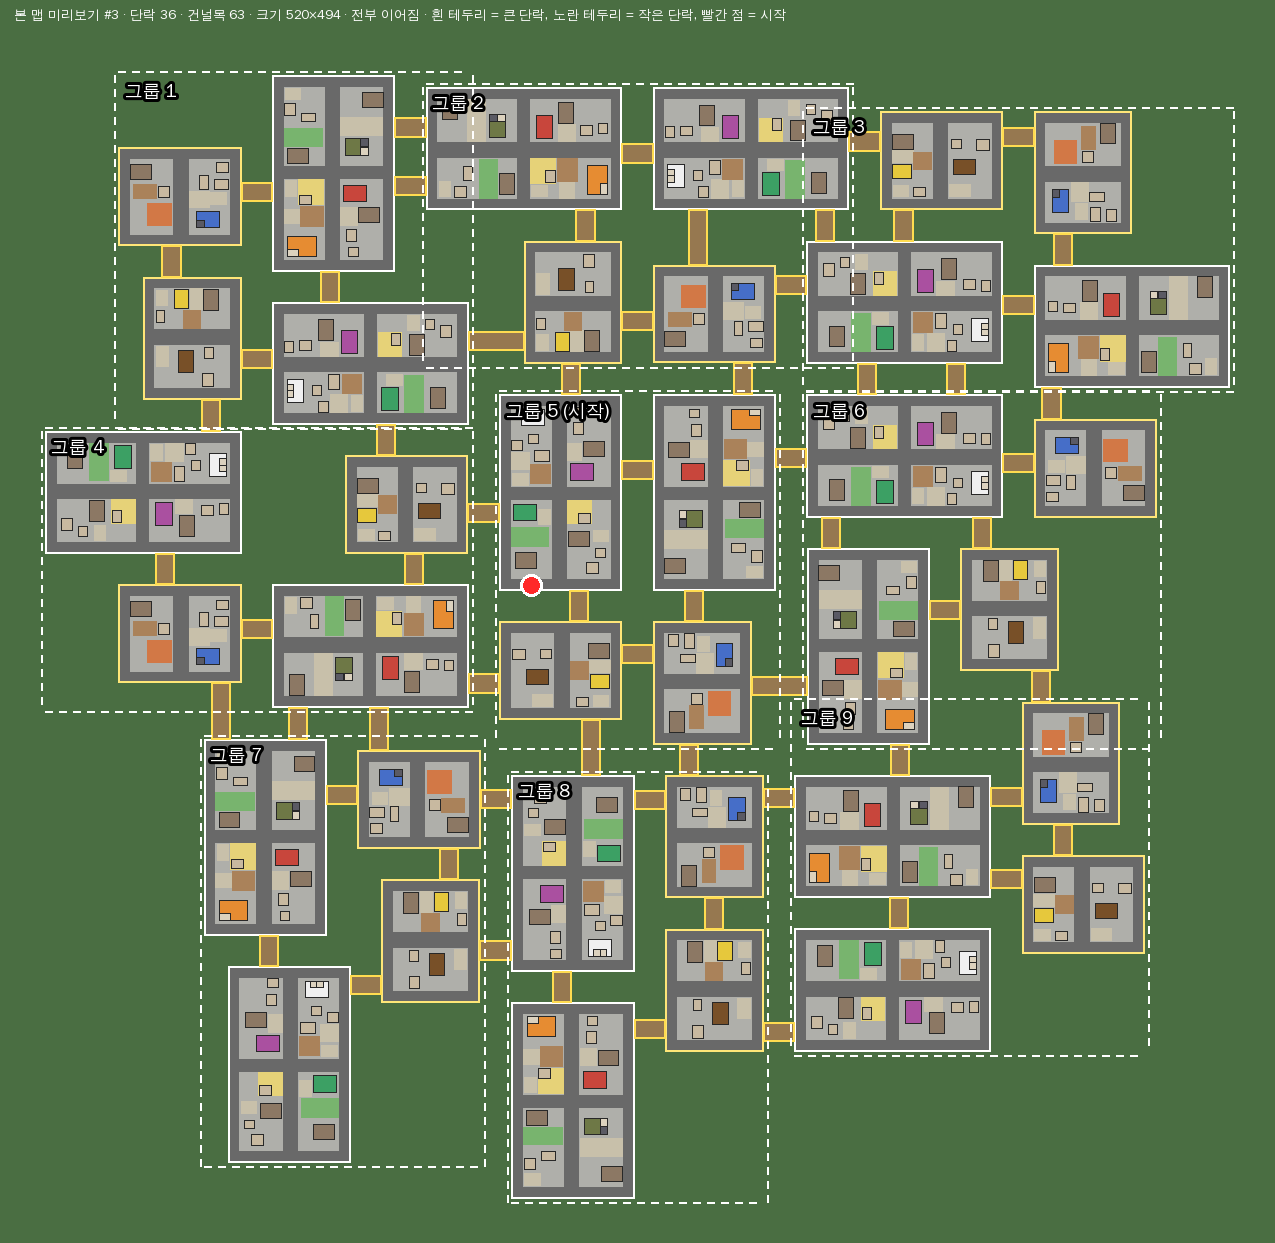 본 맵 미리보기 #3 · 단락 36 · 건널목 63 · 크기 520×494 · 전부 이어짐 · 흰 테두리 = 큰 단락, 노란 테두리 = 작은 단락, 빨간 점 = 시작
그룹 1
그룹 2
그룹 3
그룹 4
그룹 5 (시작)
그룹 6
그룹 7
그룹 8
그룹 9